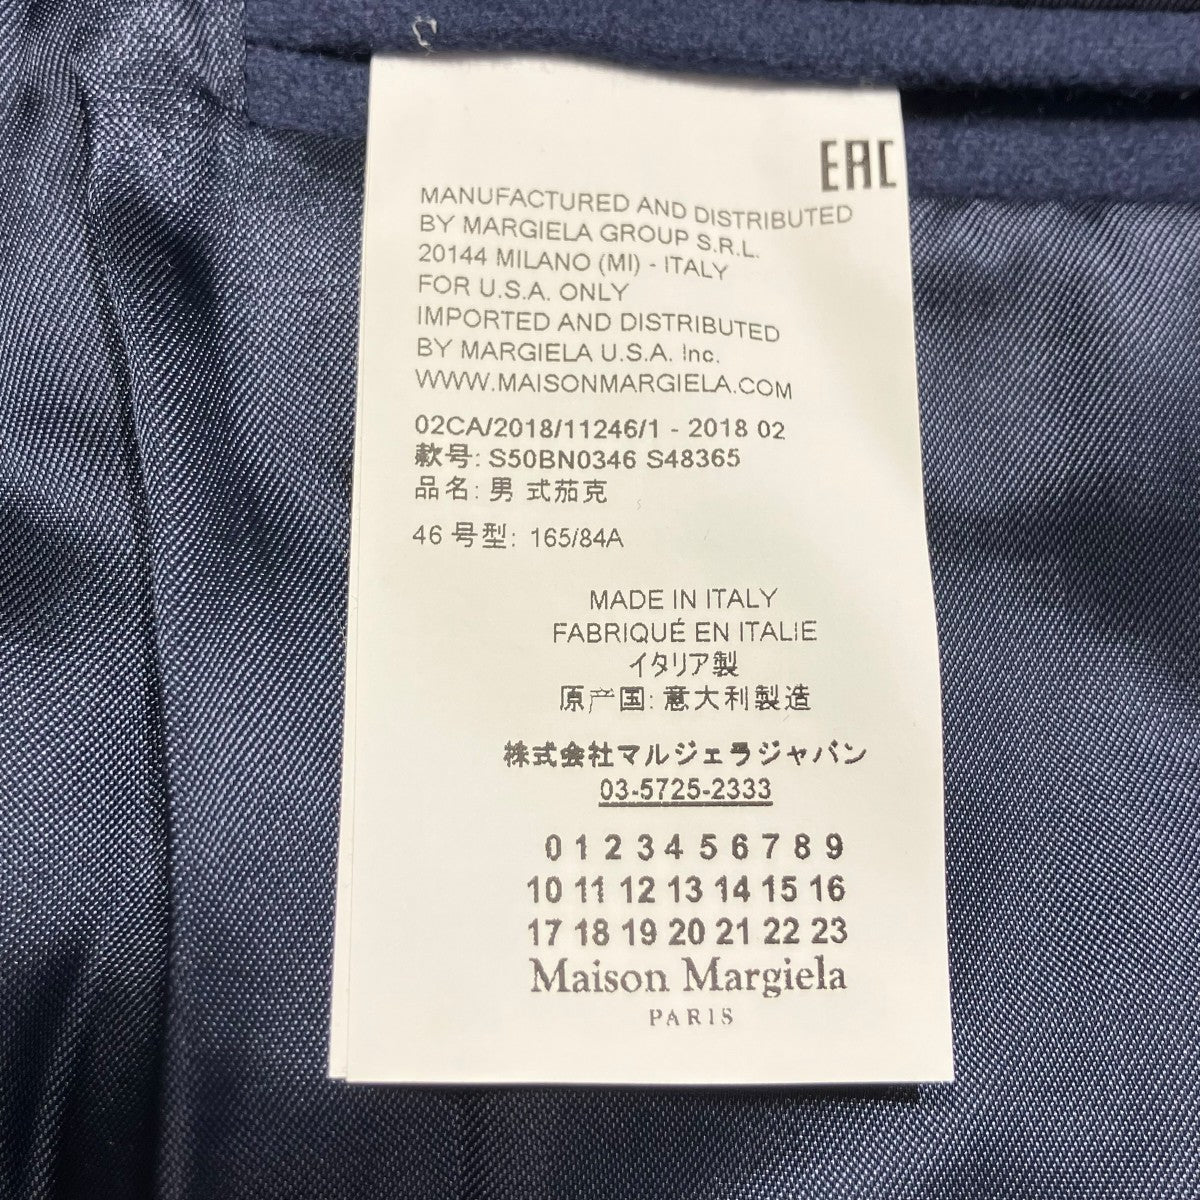 EAC
MANUFACTURED AND DISTRIBUTED
BY MARGIELA GROUP S.R.L.
20144 MILANO (MI) - ITALY
FOR U.S.A. ONLY
IMPORTED AND DISTRIBUTED
BY MARGIELA U.S.A. Inc.
WWW.MAISONMARGIELA.COM
02CA/2018/11246/1 - 2018 02
款号: S50BN0346 S48365
品名: 男 式茄克
46 号型: 165/84A
MADE IN ITALY
FABRIQUÉ EN ITALIE
イタリア製
原产国: 意大利製造
株式会社マルジェラジャパン
03-5725-2333
0 1 2 3 4 5 6 7 8 9
10 11 12 13 14 15 16
17 18 19 20 21 22 23
Maison Margiela
PARIS